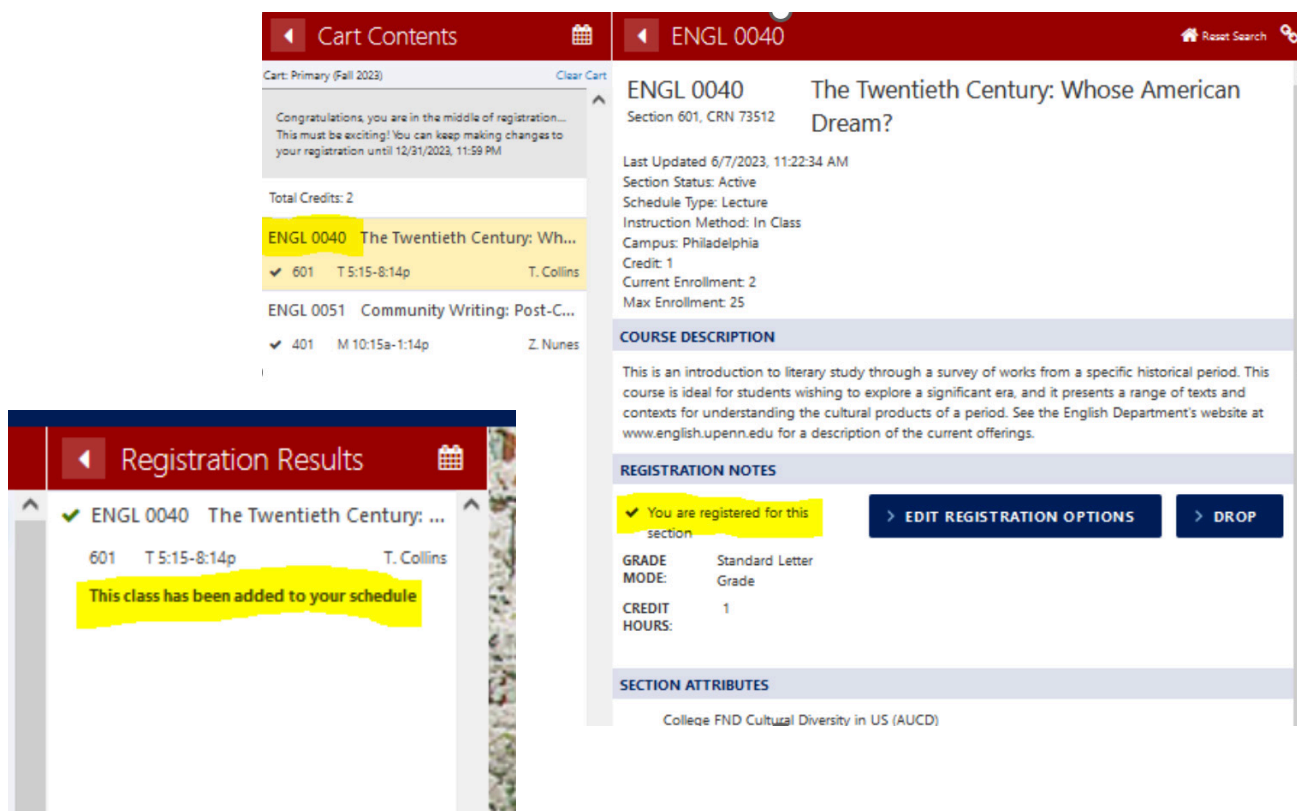 Cart Contents
Cart: Primary (Fall 2023) Clear Cart
Congratulations, you are in the middle of registration...
This must be exciting! You can keep making changes to
your registration until 12/31/2023, 11:59 PM
Total Credits: 2
ENGL 0040 The Twentieth Century: Wh...
601 T 5:15-8:14p T. Collins
ENGL 0051 Community Writing: Post-C...
401 M 10:15a-1:14p Z. Nunes
ENGL 0040 Reset Search
ENGL 0040 The Twentieth Century: Whose American
Section 601, CRN 73512 Dream?
Last Updated 6/7/2023, 11:22:34 AM
Section Status: Active
Schedule Type: Lecture
Instruction Method: In Class
Campus: Philadelphia
Credit: 1
Current Enrollment: 2
Max Enrollment: 25
COURSE DESCRIPTION
This is an introduction to literary study through a survey of works from a specific historical period. This
course is ideal for students wishing to explore a significant era, and it presents a range of texts and
contexts for understanding the cultural products of a period. See the English Department's website at
www.english.upenn.edu for a description of the current offerings.
REGISTRATION NOTES
You are registered for this
section
> EDIT REGISTRATION OPTIONS > DROP
GRADE Standard Letter
MODE: Grade
CREDIT 1
HOURS:
SECTION ATTRIBUTES
College FND Cultural Diversity in US (AUCD)
Registration Results
ENGL 0040 The Twentieth Century: ...
601 T 5:15-8:14p T. Collins
This class has been added to your schedule